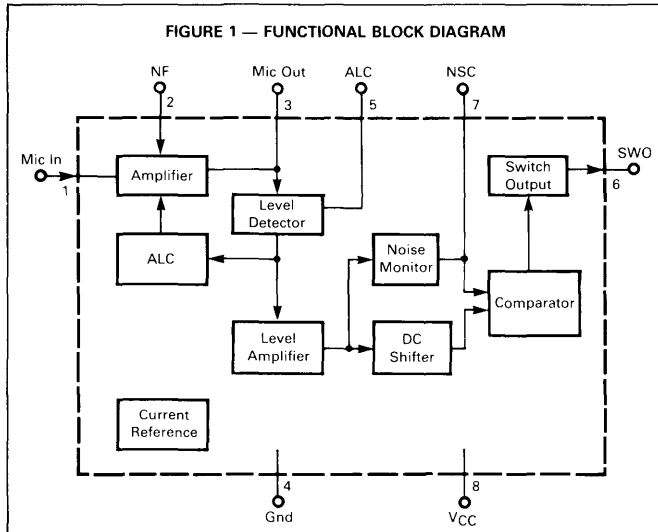 FIGURE 1 — FUNCTIONAL BLOCK DIAGRAM
NF
Mic Out
ALC
NSC
2
3
5
7
Mic In
1
Amplifier
Switch
Output
SWO
6
Level
Detector
ALC
Noise
Monitor
Comparator
Level
Amplifier
DC
Shifter
Current
Reference
4
8
Gnd
VCC